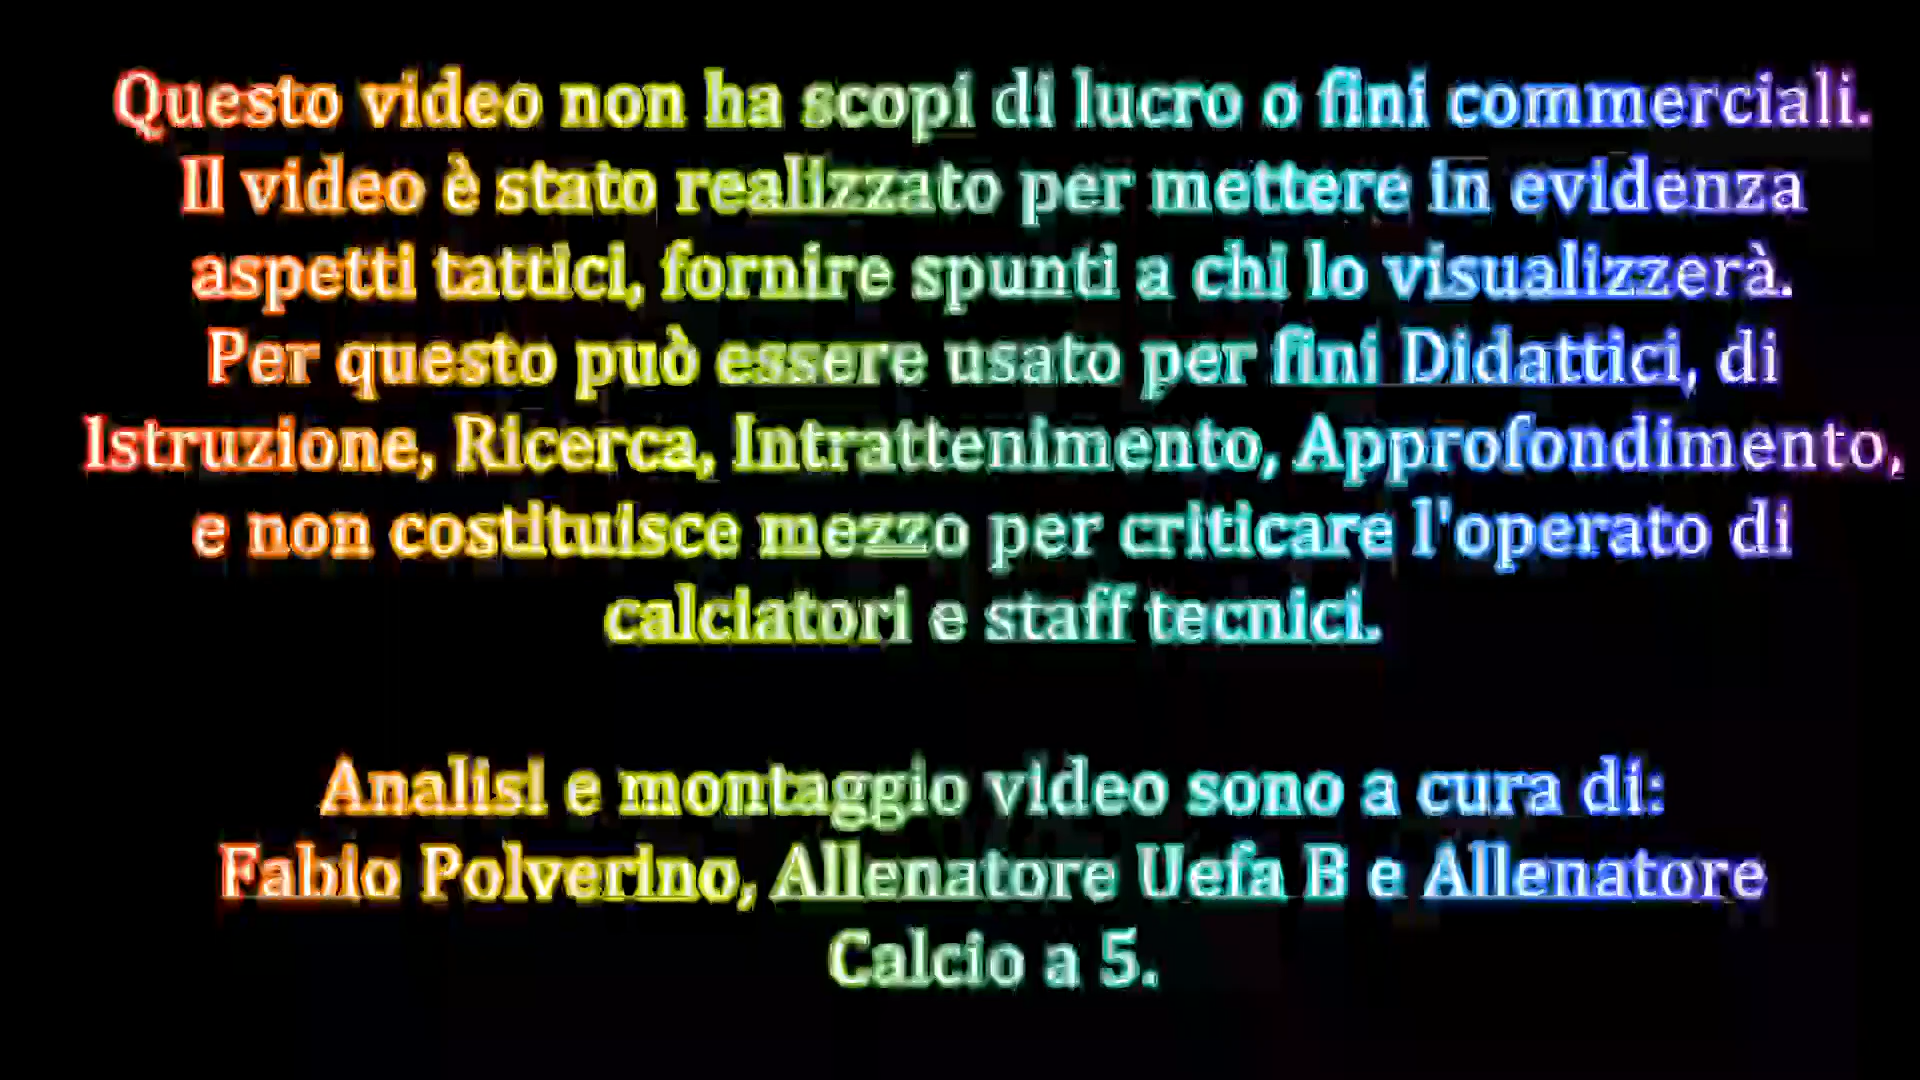 Questo video non ha scopi di lucro o fini commerciali.
Il video è stato realizzato per mettere in evidenza
aspetti tattici, fornire spunti a chi lo visualizzerà.
Per questo può essere usato per fini Didattici, di
Istruzione, Ricerca, Intrattenimento, Approfondimento,
e non costituisce mezzo per criticare l'operato di
calciatori e staff tecnici.
Analisi e montaggio video sono a cura di:
Fabio Polverino, Allenatore Uefa B e Allenatore
Calcio a 5.